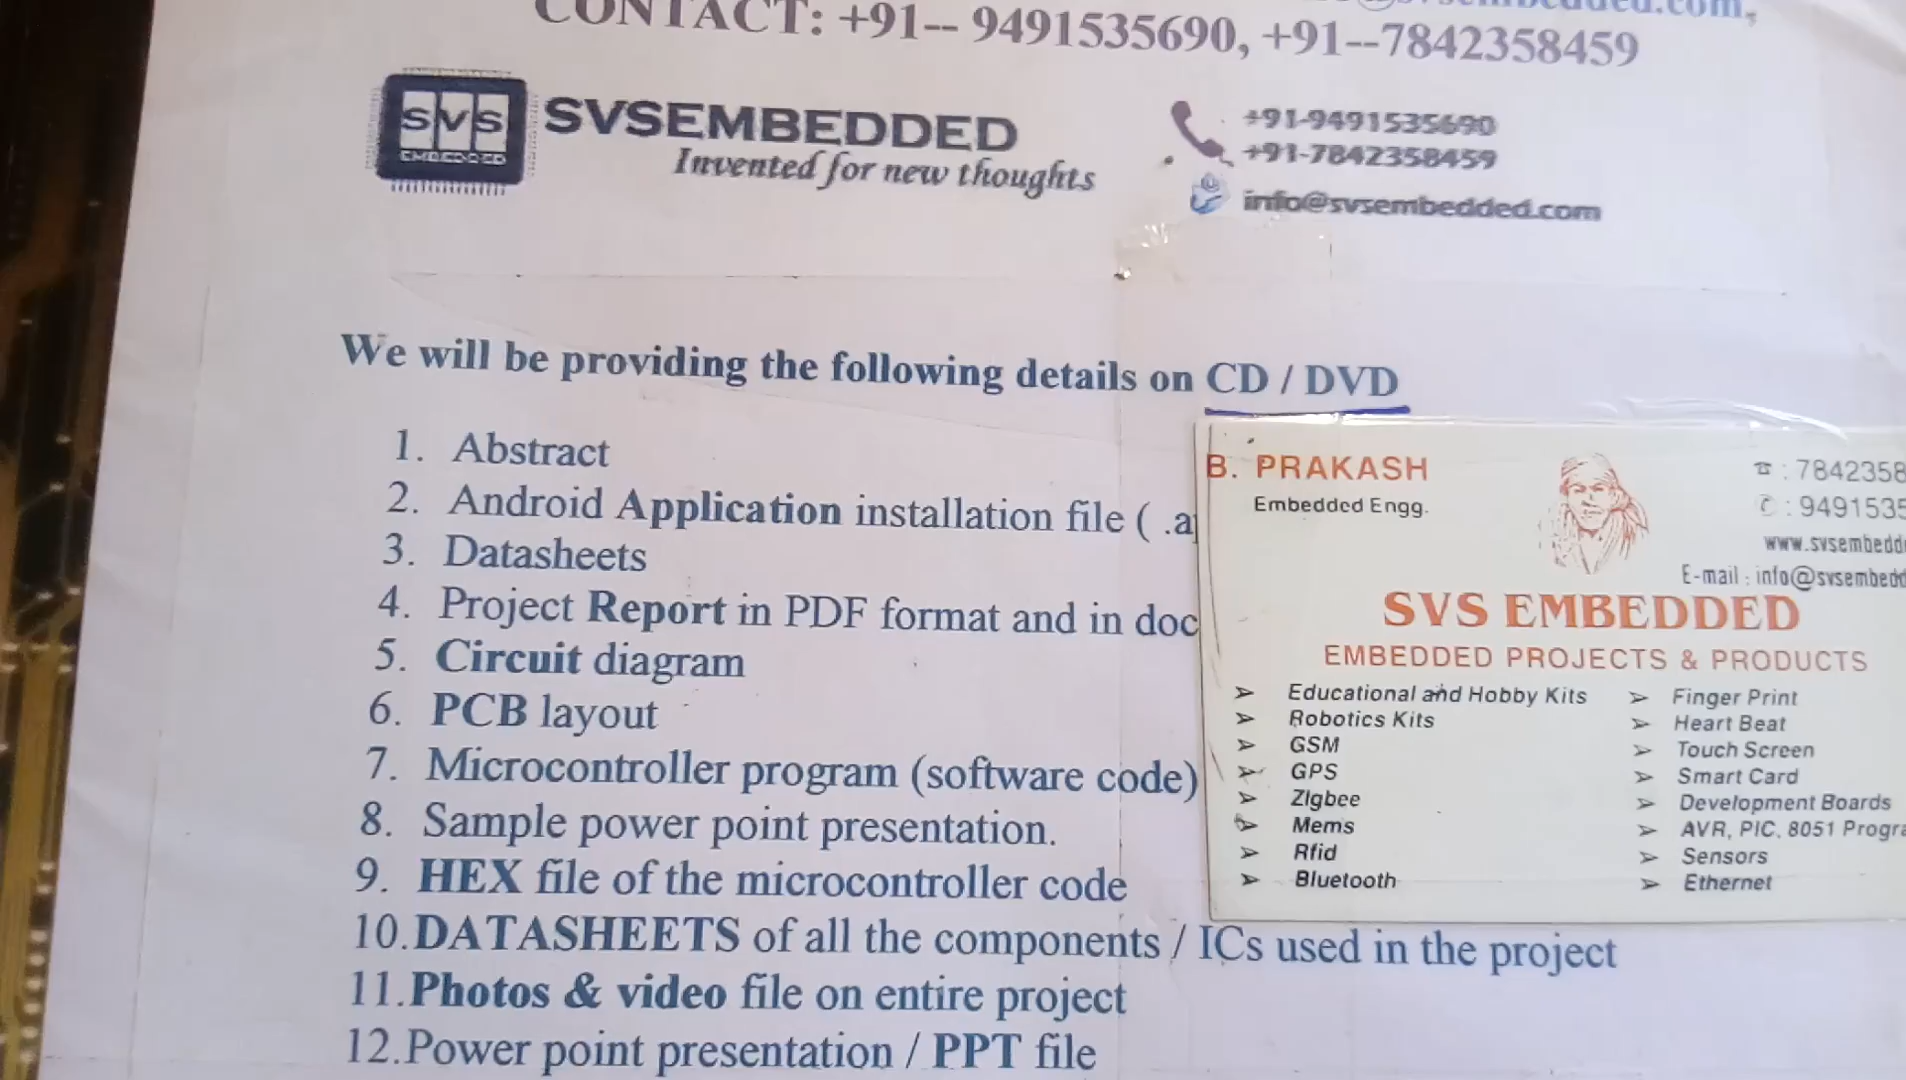 CONTACT: +91-- 9491535690, +91--7842358459
SVS
EMBEDDED
SVSEMBEDDED
Invented for new thoughts
+91-9491535690
+91-7842358459
info@svsembedded.com
We will be providing the following details on CD / DVD
1. Abstract
2. Android Application installation file ( .a
3. Datasheets
4. Project Report in PDF format and in doc
5. Circuit diagram
6. PCB layout
7. Microcontroller program (software code)
8. Sample power point presentation.
9. HEX file of the microcontroller code
10.DATASHEETS of all the components / ICs used in the project
11.Photos & video file on entire project
12.Power point presentation / PPT file
B. PRAKASH
Embedded Engg.
: 7842358
: 9491535
www.svsembedd
E-mail : info@svsembedd
SVS EMBEDDED
EMBEDDED PROJECTS & PRODUCTS
➢ Educational and Hobby Kits
➢ Robotics Kits
➢ GSM
➢ GPS
➢ ZIgbee
➢ Mems
➢ Rfid
➢ Bluetooth
➢ Finger Print
➢ Heart Beat
➢ Touch Screen
➢ Smart Card
➢ Development Boards
➢ AVR, PIC, 8051 Progra
➢ Sensors
➢ Ethernet